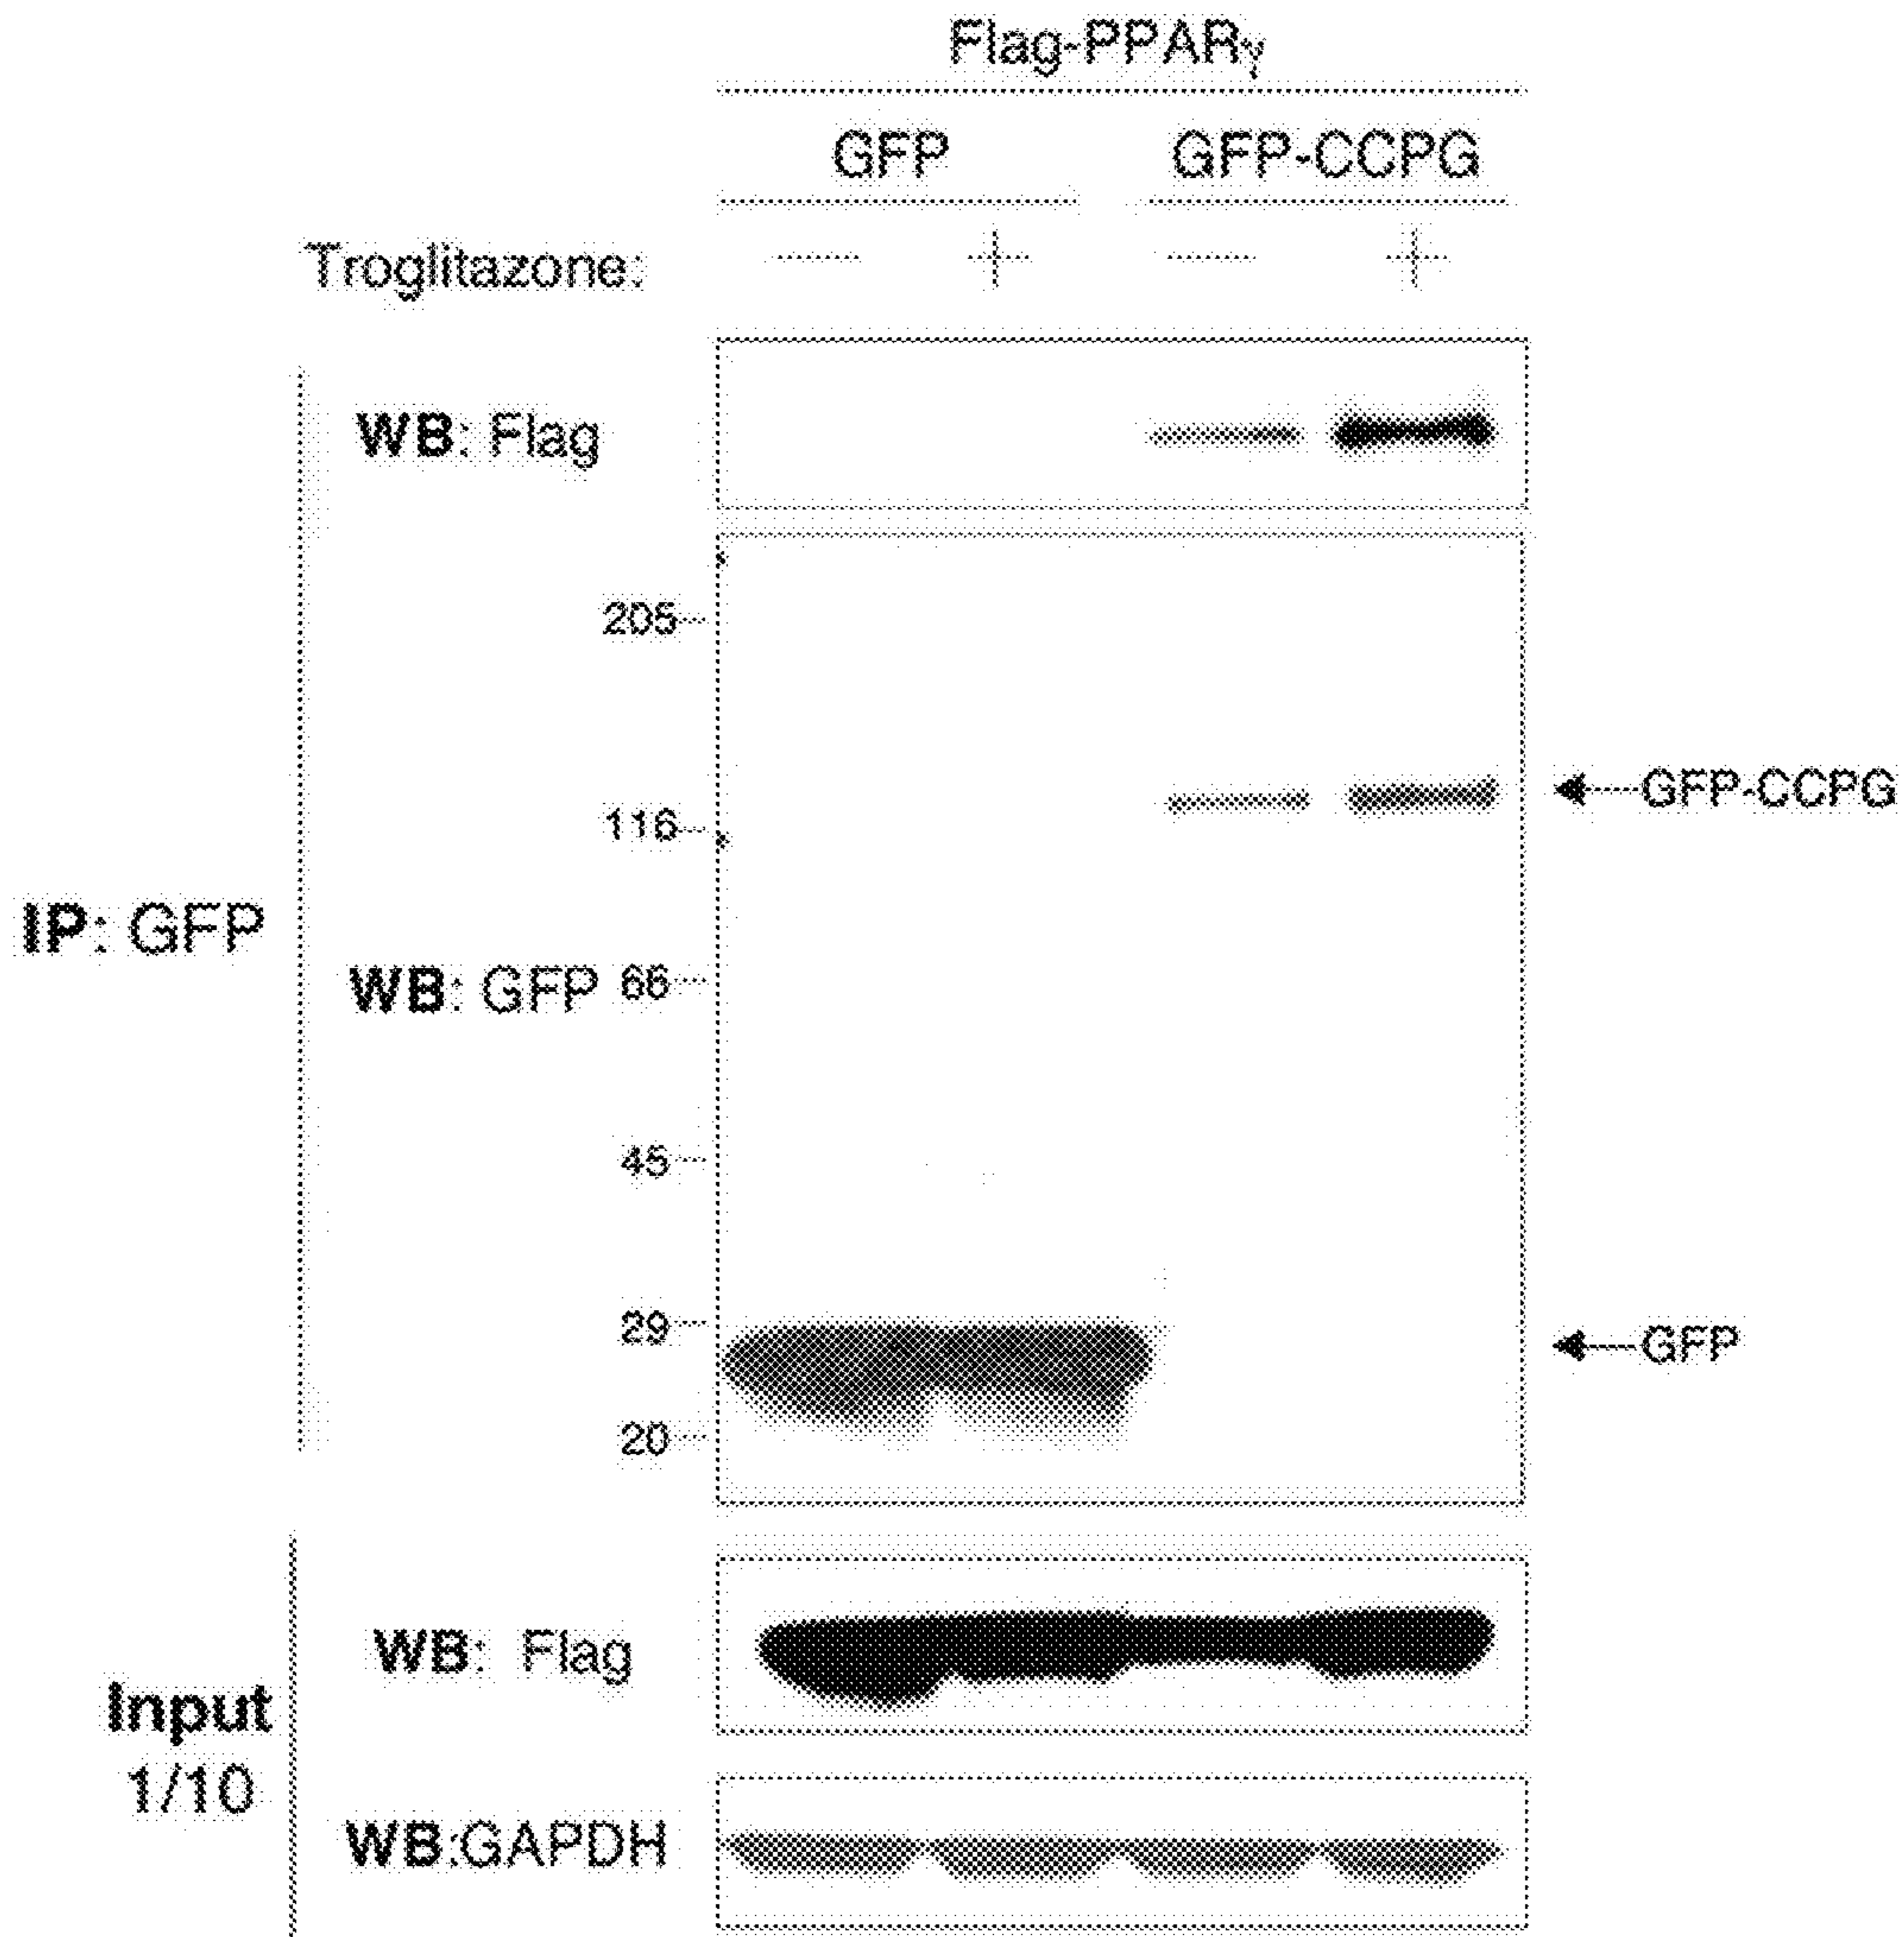 Flag-PPARγ
GFP GFP-CCPG
Troglitazone: — + — +
WB: Flag
205
GFP-CCPG
116
IP: GFP
WB: GFP 66
45
29
GFP
20
WB: Flag
Input
1/10
WB:GAPDH